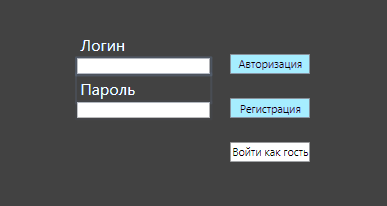 Логин
Авторизация
Пароль
Регистрация
Войти как гость